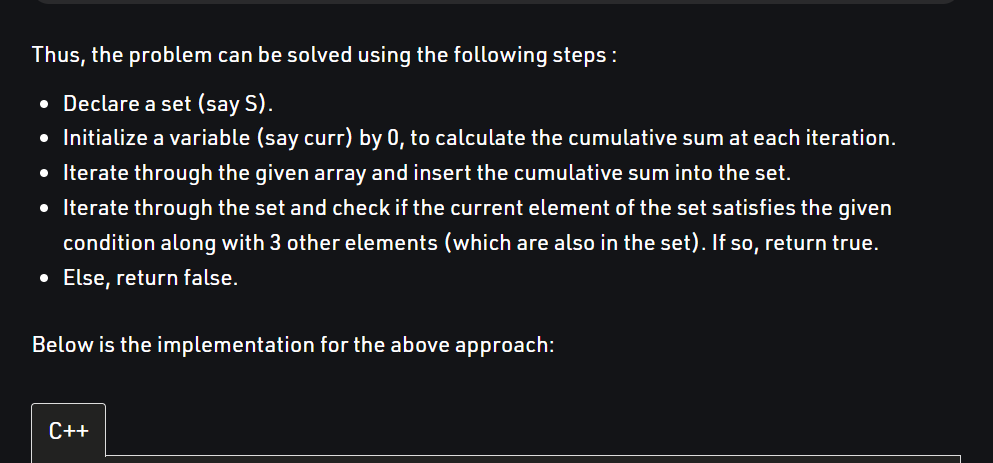 Thus, the problem can be solved using the following steps :
• Declare a set (say S).
• Initialize a variable (say curr) by 0, to calculate the cumulative sum at each iteration.
• Iterate through the given array and insert the cumulative sum into the set.
• Iterate through the set and check if the current element of the set satisfies the given
condition along with 3 other elements (which are also in the set). If so, return true.
• Else, return false.
Below is the implementation for the above approach:
C++